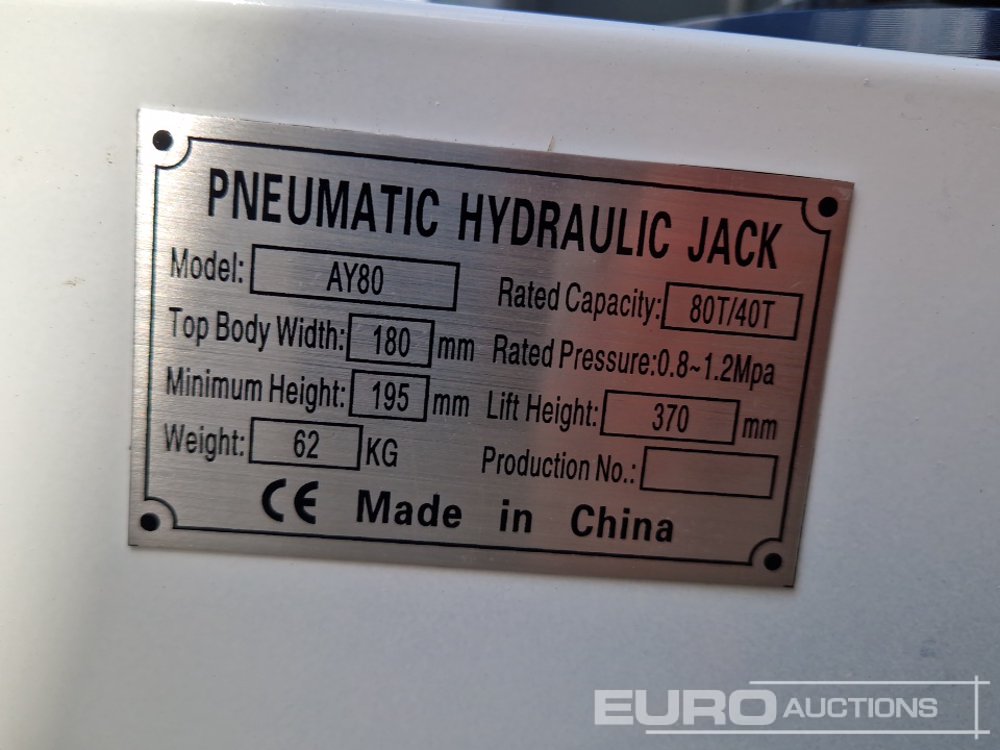 PNEUMATIC HYDRAULIC JACK
Model: AY80
Rated Capacity: 80T/40T
Top Body Width: 180 mm
Rated Pressure:0.8~1.2Mpa
Minimum Height: 195 mm
Lift Height: 370 mm
Weight: 62 KG
Production No.:
CE Made in China
EURO AUCTIONS